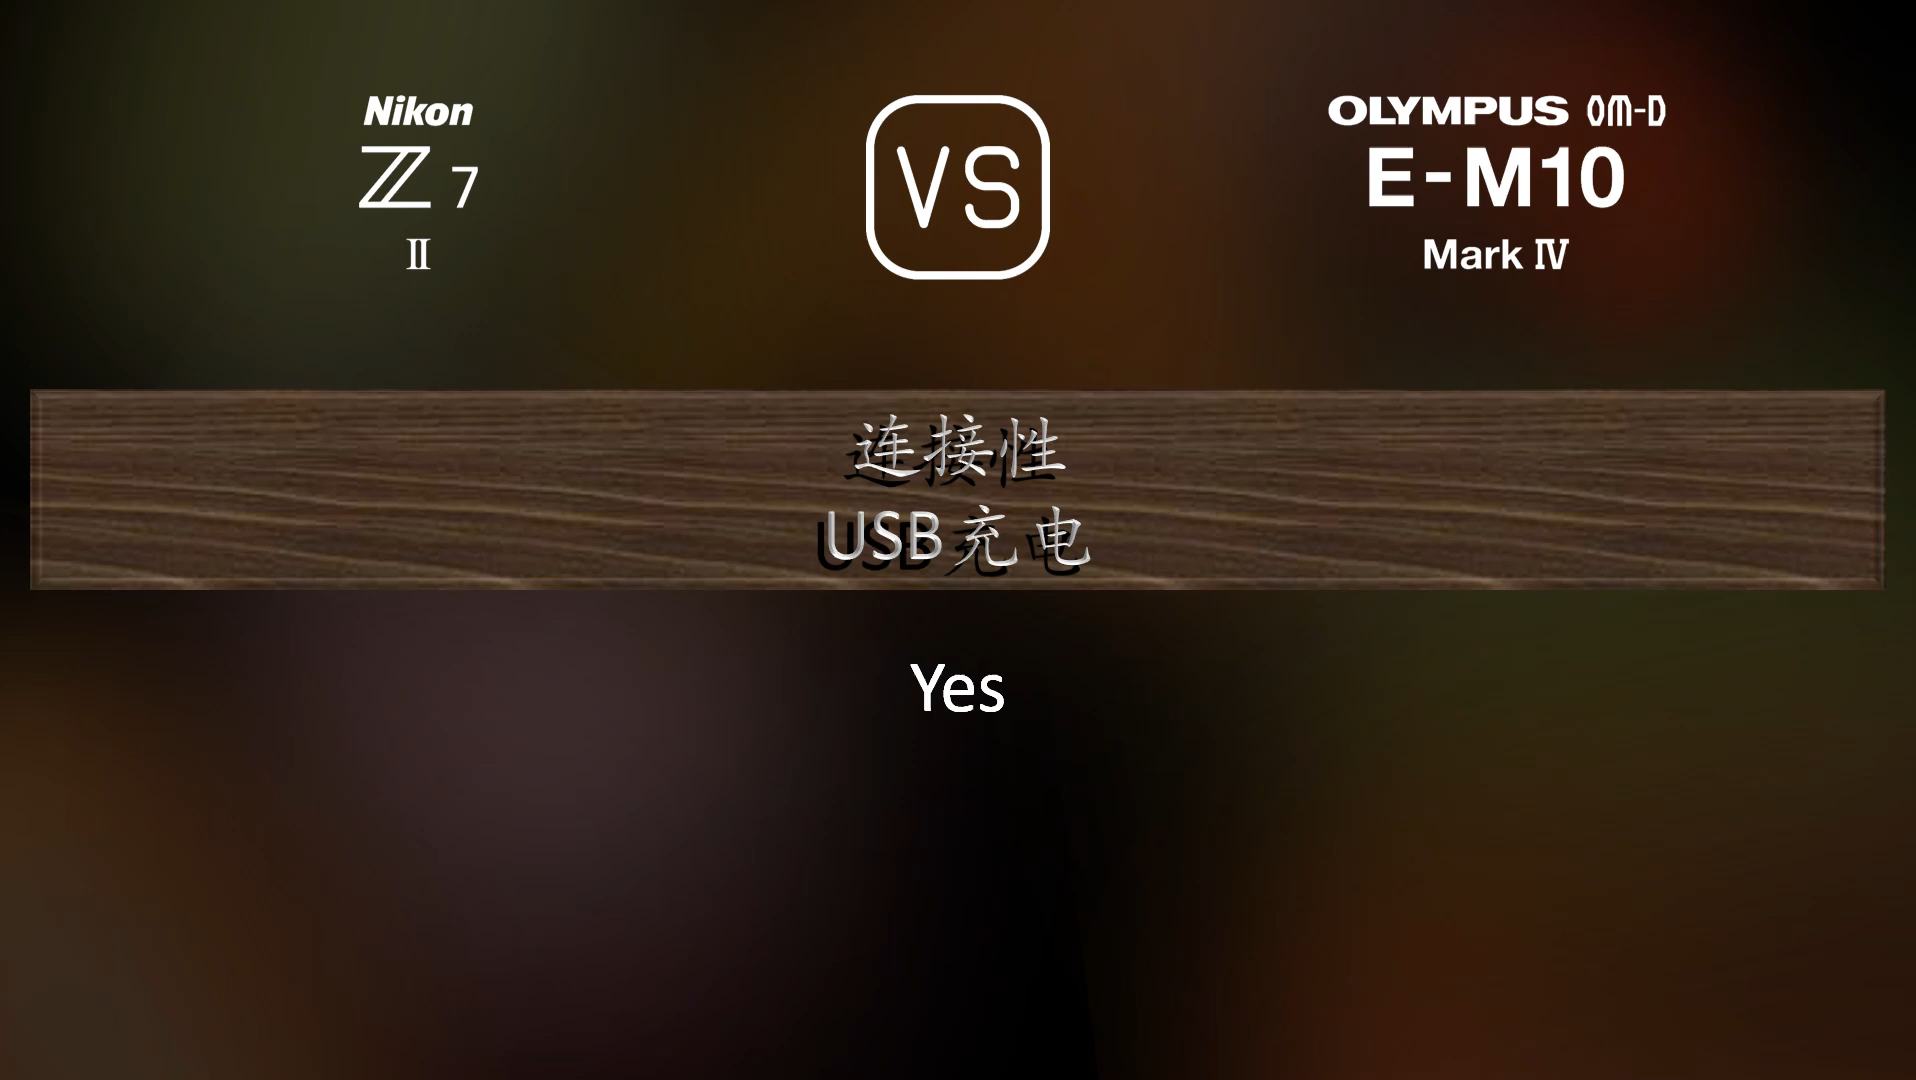 Nikon
Z 7
II
VS
OLYMPUS OM-D
E-M10
Mark IV
连接性
USB充电
Yes